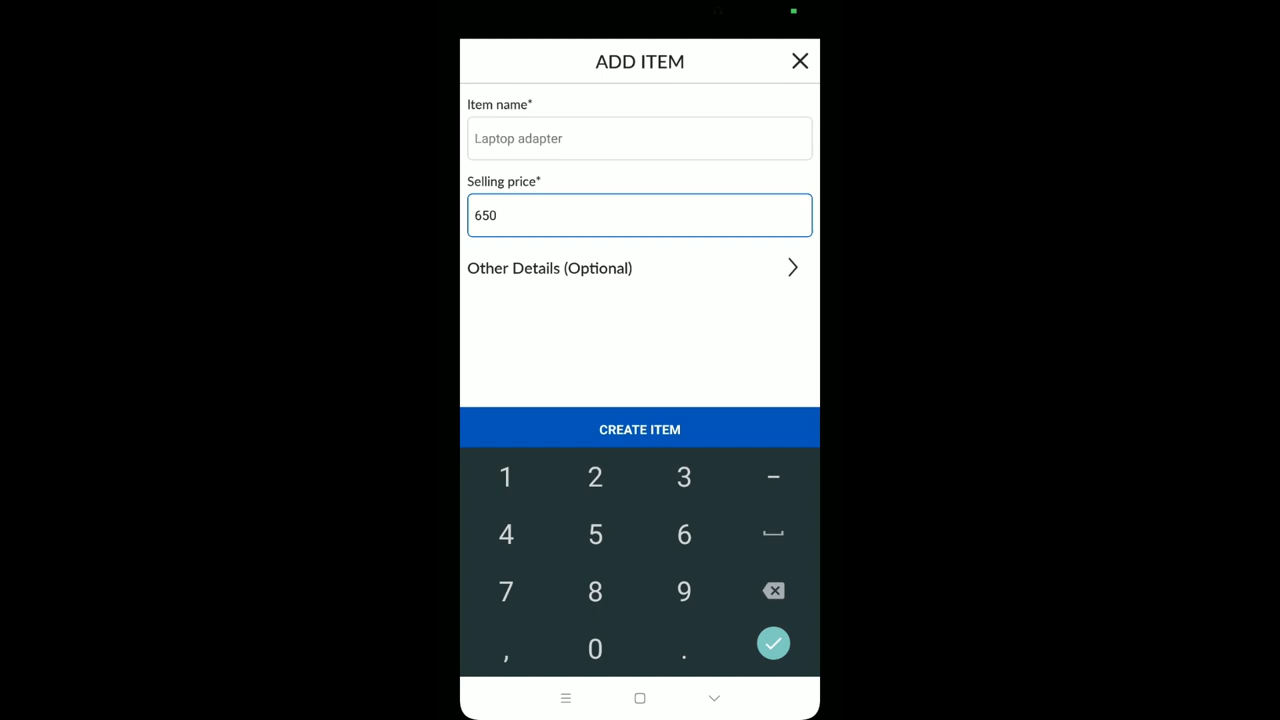 ADD ITEM
Item name*
Laptop adapter
Selling price*
650
Other Details (Optional)
CREATE ITEM
1 2 3 -
4 5 6
7 8 9
, 0 .